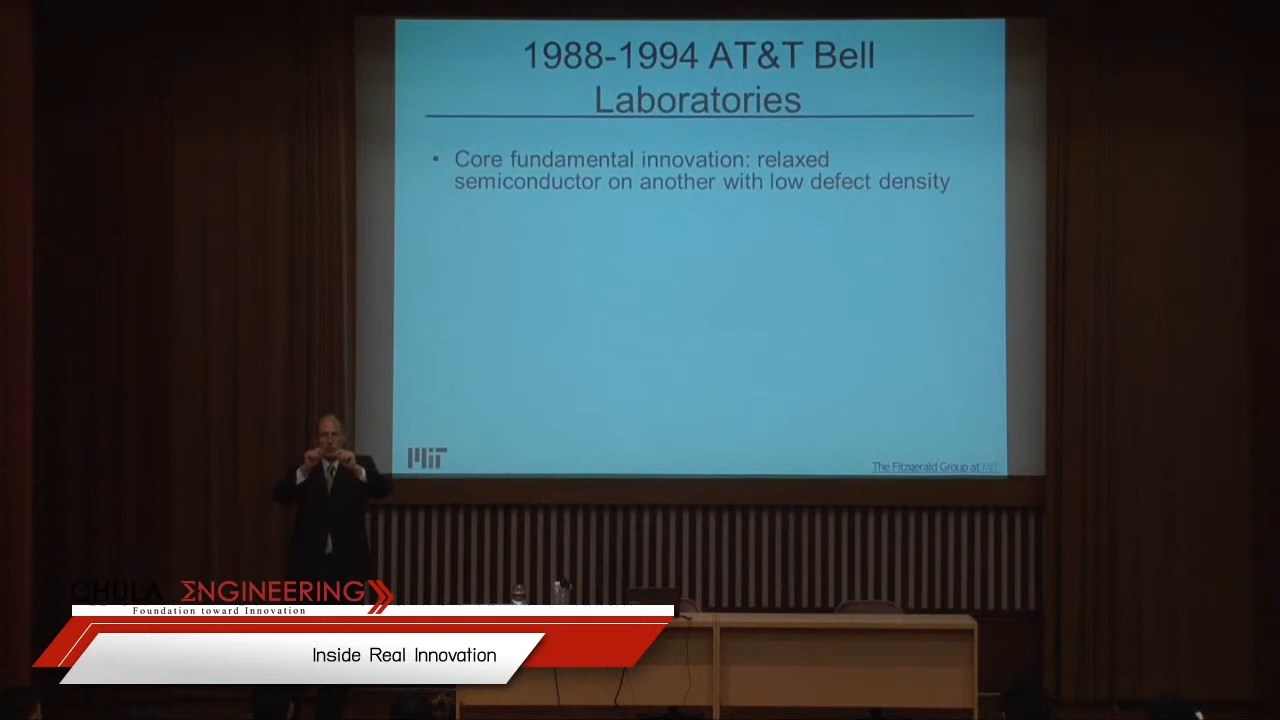 1988-1994 AT&T Bell
Laboratories
• Core fundamental innovation: relaxed
semiconductor on another with low defect density
MIT
The Fitzgerald Group at MIT
CHULA ΣNGINEERING
Foundation toward Innovation
Inside Real Innovation